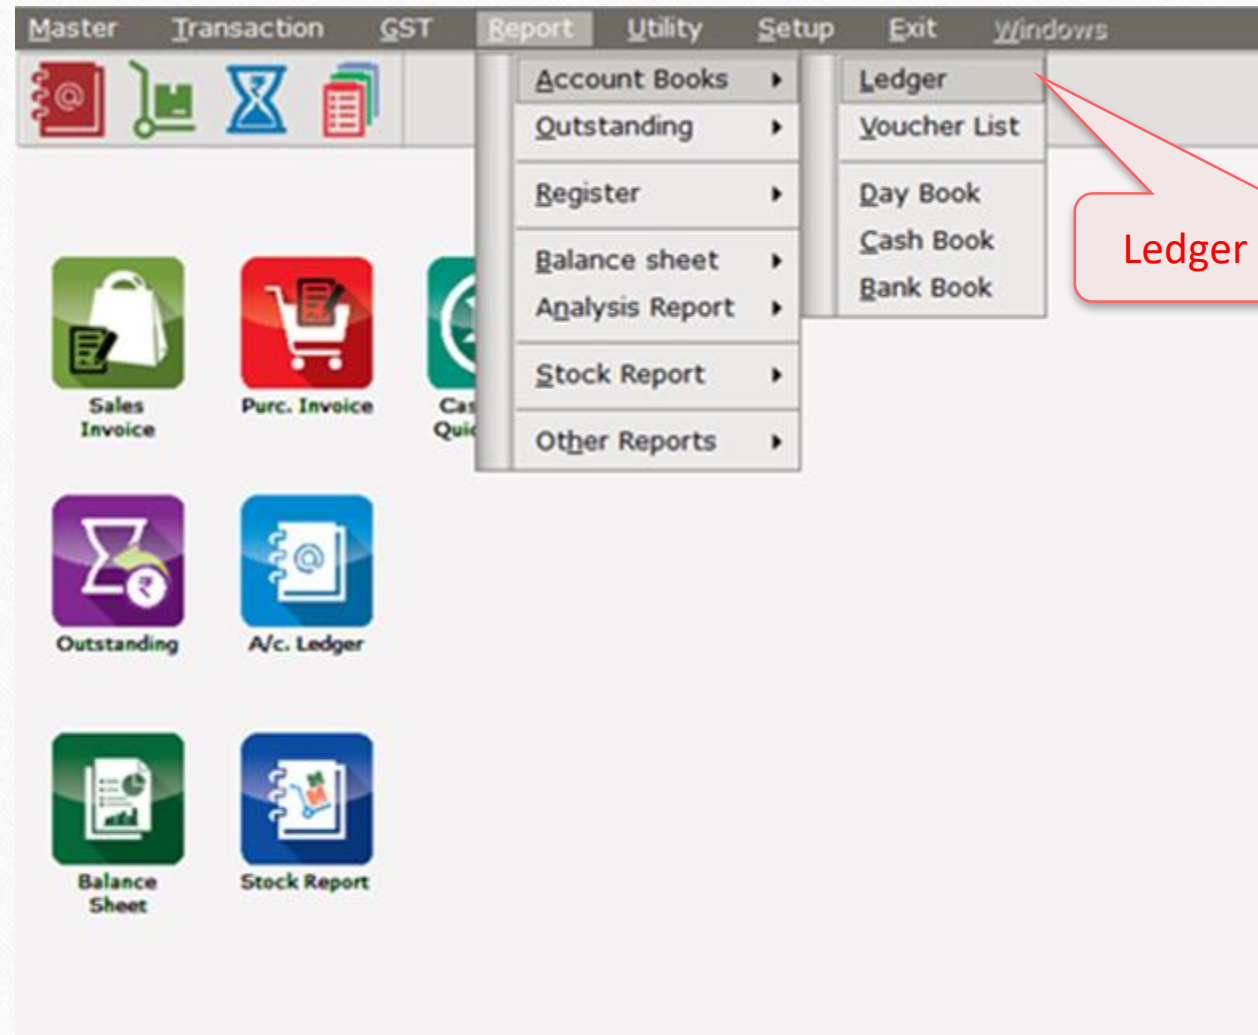 Master Transaction GST Report Utility Setup Exit Windows
Account Books
Outstanding
Register
Balance sheet
Analysis Report
Stock Report
Other Reports
Ledger
Voucher List
Day Book
Cash Book
Bank Book
Ledger
Sales
Invoice
Purc. Invoice
Outstanding
A/c. Ledger
Balance
Sheet
Stock Report